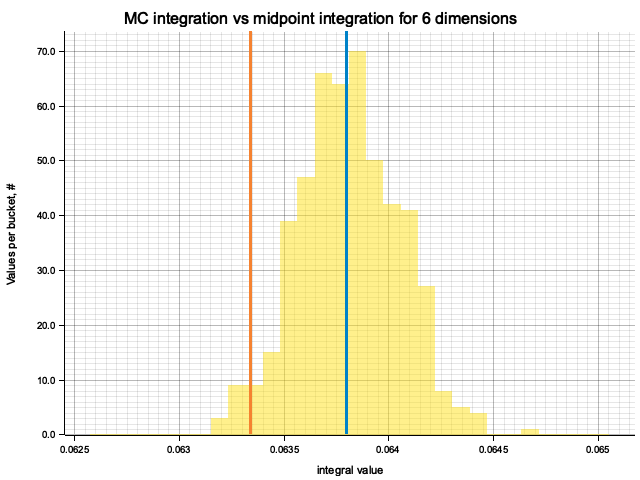 MC integration vs midpoint integration for 6 dimensions
70.0
60.0
50.0
40.0
30.0
20.0
10.0
0.0
Values per bucket, #
0.0625 0.063 0.0635 0.064 0.0645 0.065
integral value